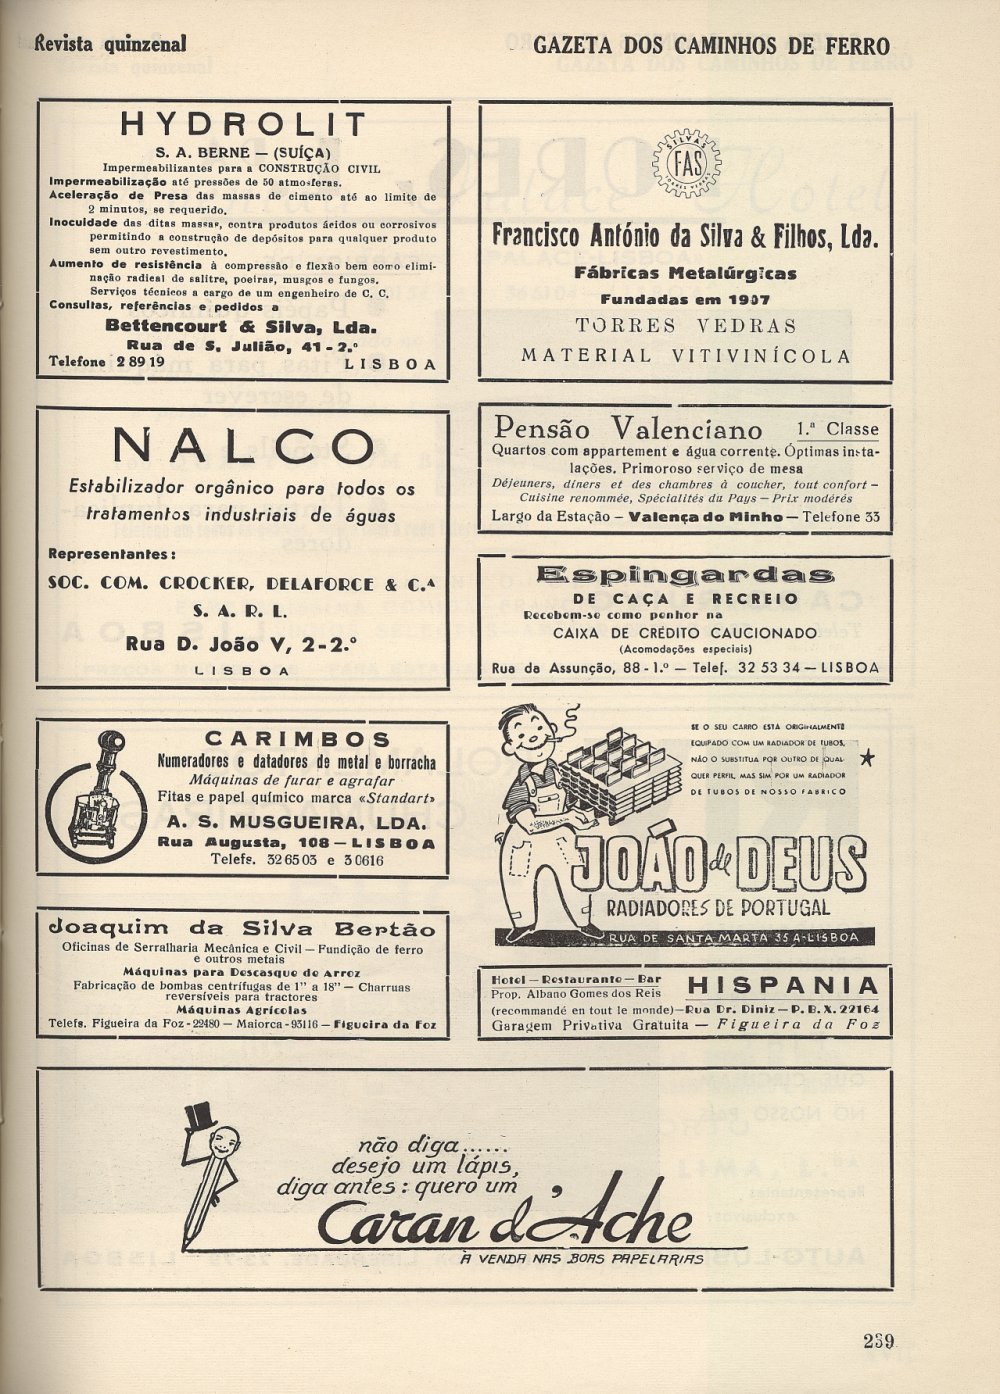 Revista quinzenal
GAZETA DOS CAMINHOS DE FERRO
HYDROLIT
S. A. BERNE — (SUÍÇA)
Impermeabilizantes para a CONSTRUÇÃO CIVIL
Impermeabilização até pressões de 50 atmosferas.
Aceleração de Presa das massas de cimento até ao limite de
2 minutos, se requerido.
Inocuidade das ditas massas, contra produtos ácidos ou corrosivos
permitindo a construção de depósitos para qualquer produto
sem outro revestimento.
Aumento de resistência à compressão e flexão bem como elimi-
nação radical de salitre, poeiras, musgos e fungos.
Serviços técnicos a cargo de um engenheiro de C. C.
Consultas, referências e pedidos a
Bettencourt & Silva, Lda.
Rua de S. Julião, 41-2.º
Telefone 28919 LISBOA
SILVAS
FAS
TORRES VEDRAS
Francisco António da Silva & Filhos, Lda.
Fábricas Metalúrgicas
Fundadas em 1907
TORRES VEDRAS
MATERIAL VITIVINÍCOLA
NALCO
Estabilizador orgânico para todos os
tratamentos industriais de águas
Representantes:
SOC. COM. CROCKER, DELAFORCE & C.ᴬ
S. A. R. L.
Rua D. João V, 2-2.º
LISBOA
Pensão Valenciano 1.ª Classe
Quartos com appartement e água corrente. Óptimas insta-
lações. Primoroso serviço de mesa
Déjeuners, dîners et des chambres à coucher, tout confort —
Cuisine renommée, Spécialités du Pays — Prix modérés
Largo da Estação — Valença do Minho — Telefone 33
Espingardas
DE CAÇA E RECREIO
Recebem-se como penhor na
CAIXA DE CRÉDITO CAUCIONADO
(Acomodações especiais)
Rua da Assunção, 88-1.º — Telef. 32 53 34 — LISBOA
CARIMBOS
Numeradores e datadores de metal e borracha
Máquinas de furar e agrafar
Fitas e papel químico marca «Standart»
A. S. MUSGUEIRA, LDA.
Rua Augusta, 108 — LISBOA
Telefs. 326503 e 30616
SE O SEU CARRO ESTÁ ORIGINALMENTE
EQUIPADO COM UM RADIADOR DE TUBOS,
NÃO O SUBSTITUA POR OUTRO DE QUAL-
QUER PERFIL, MAS SIM POR UM RADIADOR
DE TUBOS DE NOSSO FABRICO
JOÃO de DEUS
RADIADORES DE PORTUGAL
RUA DE SANTA MARTA 35 A-LISBOA
Joaquim da Silva Bertão
Oficinas de Serralharia Mecânica e Civil — Fundição de ferro
e outros metais
Máquinas para Descasque de Arroz
Fabricação de bombas centrífugas de 1" a 18" — Charruas
reversíveis para tractores
Máquinas Agrícolas
Telefs. Figueira da Foz-22480 — Maiorca-93116 — Figueira da Foz
Hotel — Restaurante — Bar
Prop. Albano Gomes dos Reis
HISPANIA
(recommandé en tout le monde) — Rua Dr. Diniz — P. B. X. 22164
Garagem Privativa Gratuita — Figueira da Foz
não diga......
desejo um lápis,
diga antes: quero um
Caran d'Ache
À VENDA NAS BOAS PAPELARIAS
239